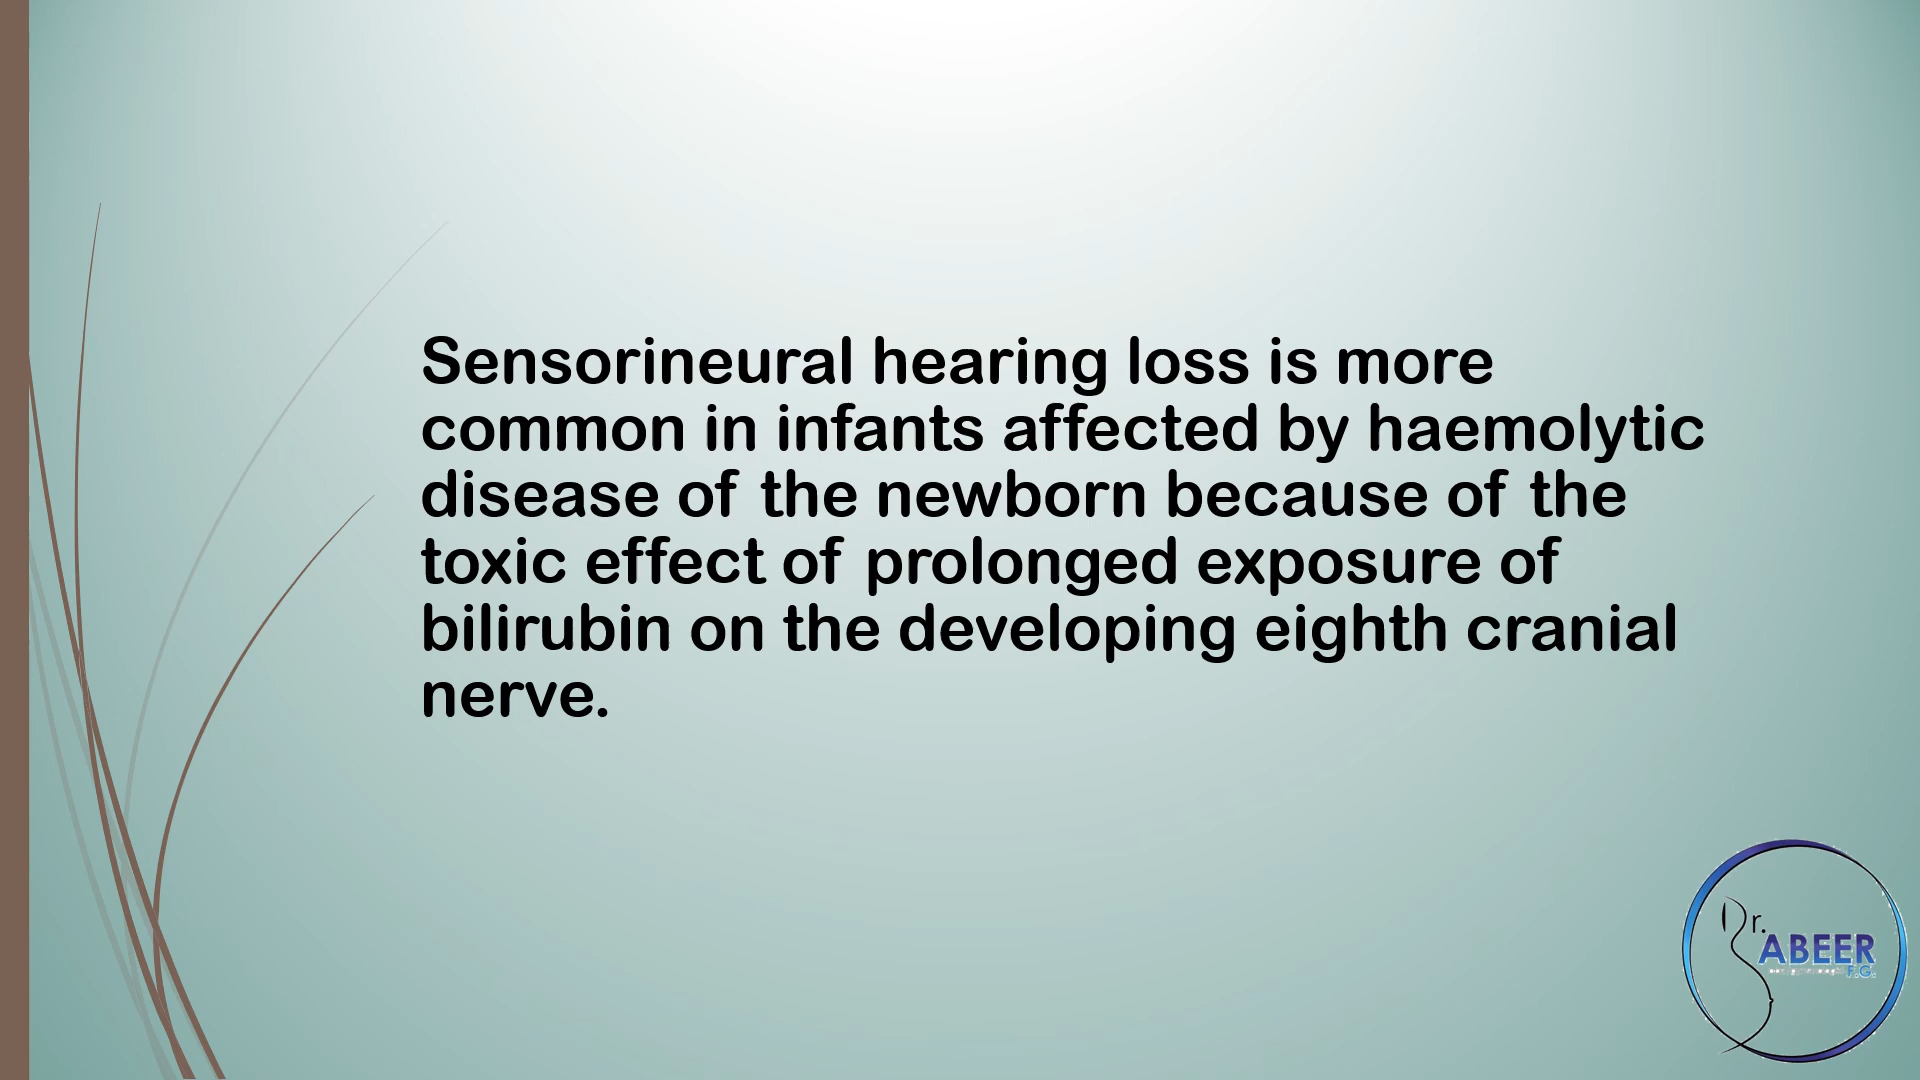 Sensorineural hearing loss is more
common in infants affected by haemolytic
disease of the newborn because of the
toxic effect of prolonged exposure of
bilirubin on the developing eighth cranial
nerve.
Dr.
ABEER
F.G.